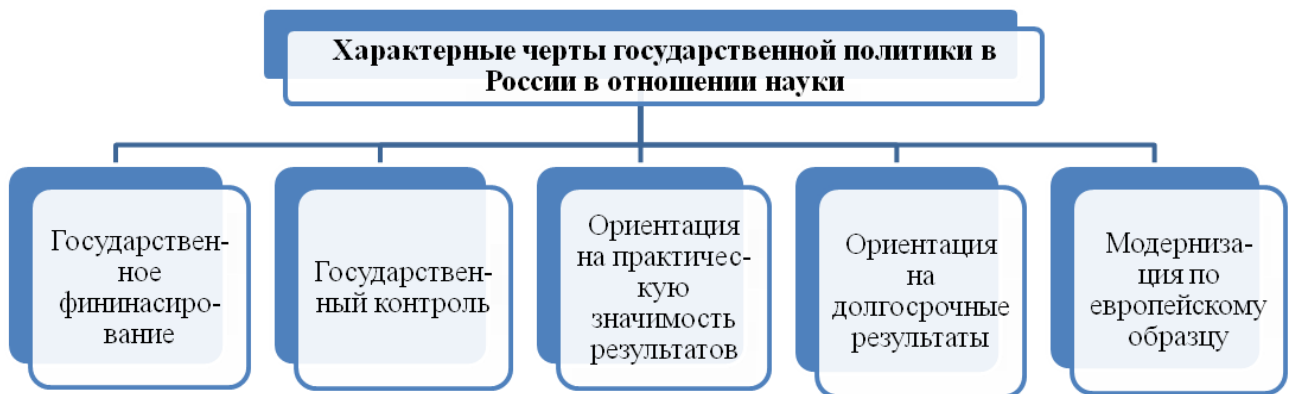 Характерные черты государственной политики в
России в отношении науки
Государствен-
ное
фининасиро-
вание
Государствен-
ный контроль
Ориентация
на практичес-
кую
значимость
результатов
Ориентация
на
долгосрочные
результаты
Модерниза-
ция по
европейскому
образцу